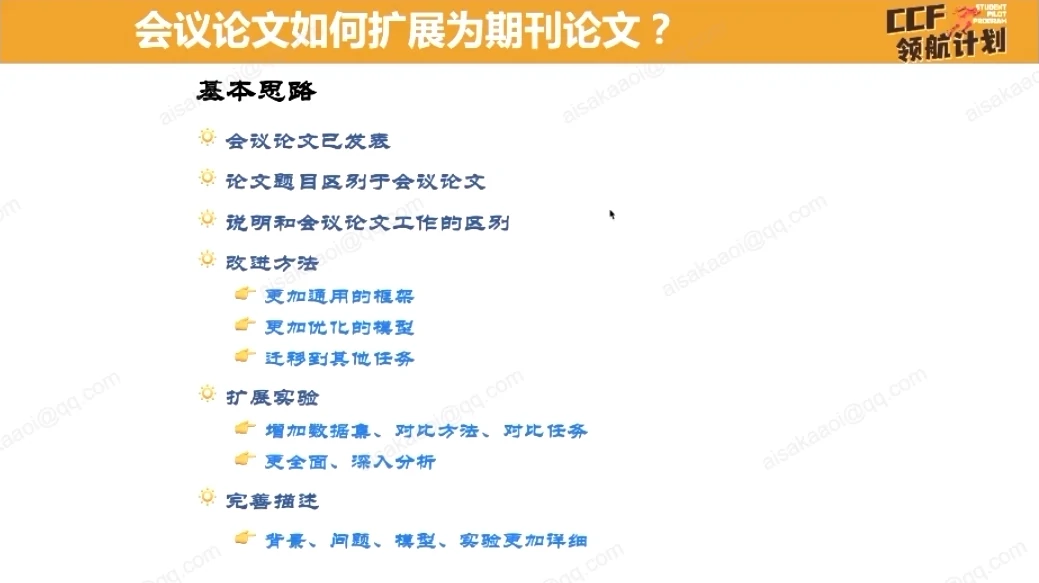 会议论文如何扩展为期刊论文？
CCF STUDENT PILOT PROGRAM
领航计划
基本思路
会议论文已发表
论文题目区别于会议论文
说明和会议论文工作的区别
改进方法
更加通用的框架
更加优化的模型
迁移到其他任务
扩展实验
增加数据集、对比方法、对比任务
更全面、深入分析
完善描述
背景、问题、模型、实验更加详细
aisakaaoi@qq.com